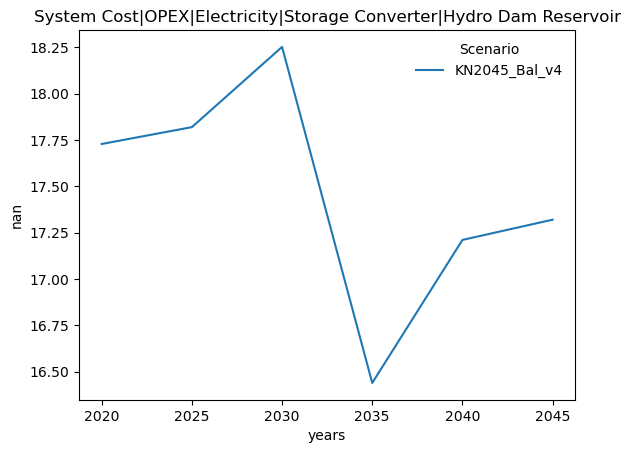 System Cost|OPEX|Electricity|Storage Converter|Hydro Dam Reservoir
18.25
18.00
17.75
17.50
17.25
17.00
16.75
16.50
nan
Scenario
KN2045_Bal_v4
2020 2025 2030 2035 2040 2045
years